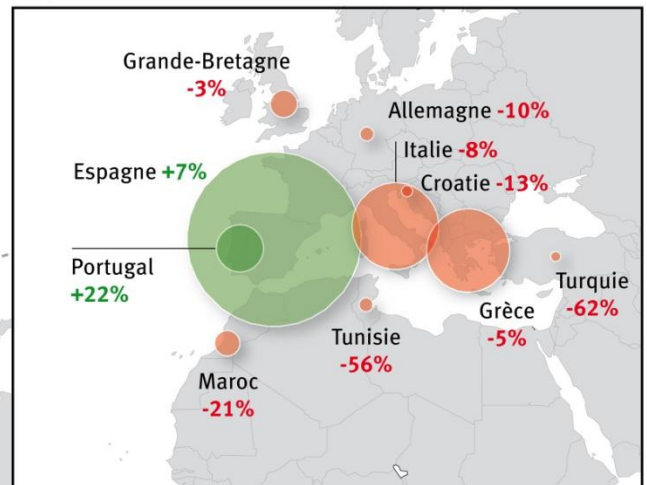 Grande-Bretagne
-3%
Allemagne -10%
Italie -8%
Espagne +7%
Croatie -13%
Portugal
+22%
Turquie
-62%
Grèce
-5%
Tunisie
-56%
Maroc
-21%